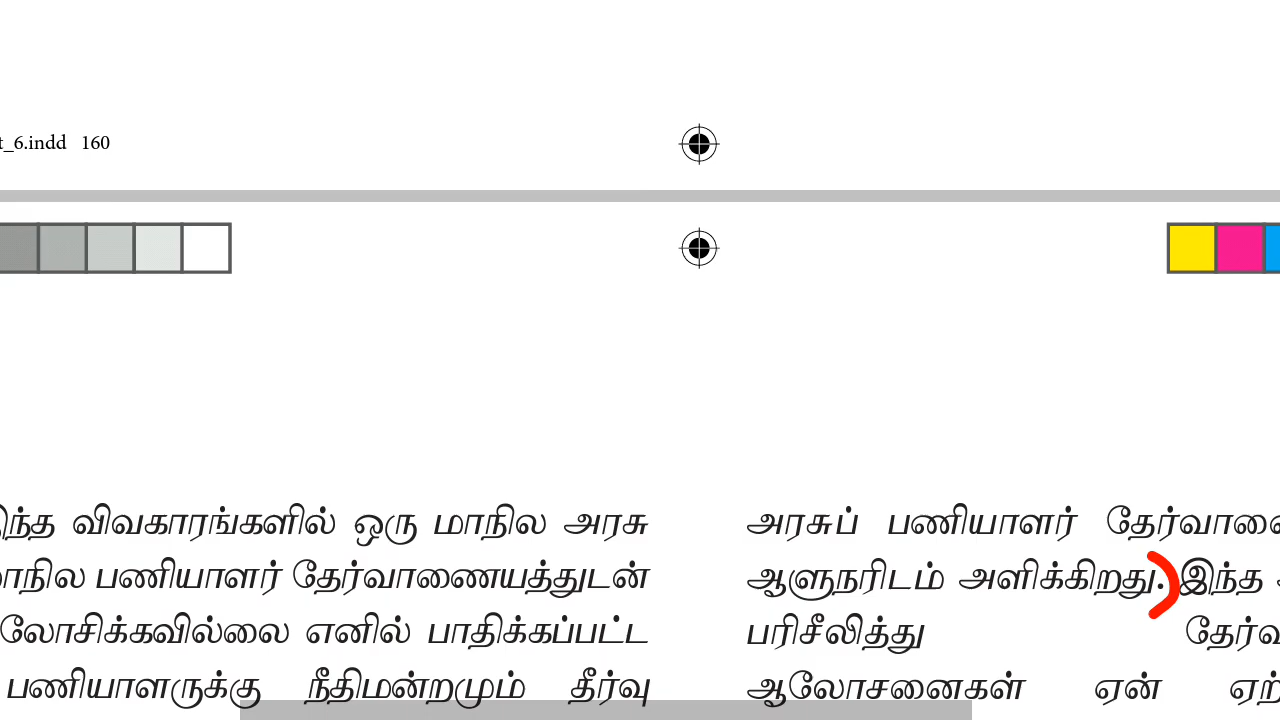 t_6.indd 160
இந்த விவகாரங்களில் ஒரு மாநில அரசு
மாநில பணியாளர் தேர்வாணையத்துடன்
லோசிக்கவில்லை எனில் பாதிக்கப்பட்ட
பணியாளருக்கு நீதிமன்றமும் தீர்வு
அரசுப் பணியாளர்
ஆளுநரிடம் அளிக்கிறது. இந்த
பரிசீலித்து
ஆலோசனைகள் ஏன்